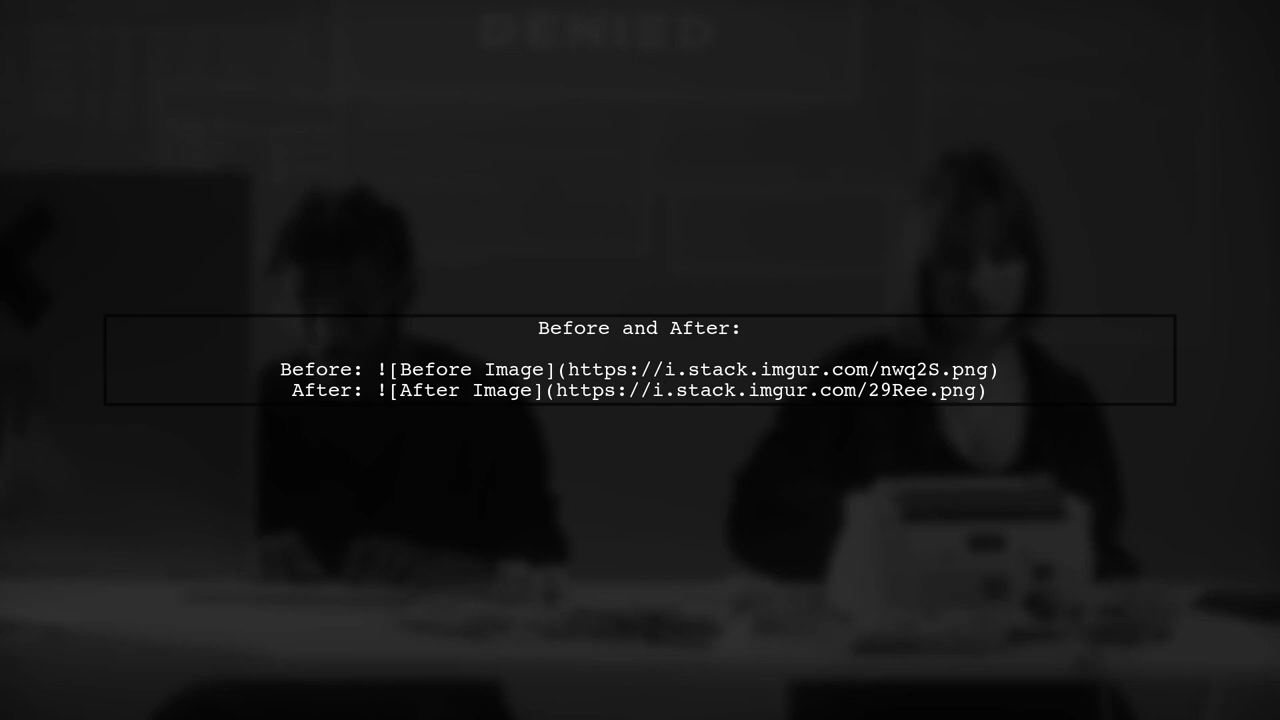 DENIED
Before and After:
Before: ![Before Image](https://i.stack.imgur.com/nwq2S.png)
After: ![After Image](https://i.stack.imgur.com/29Ree.png)